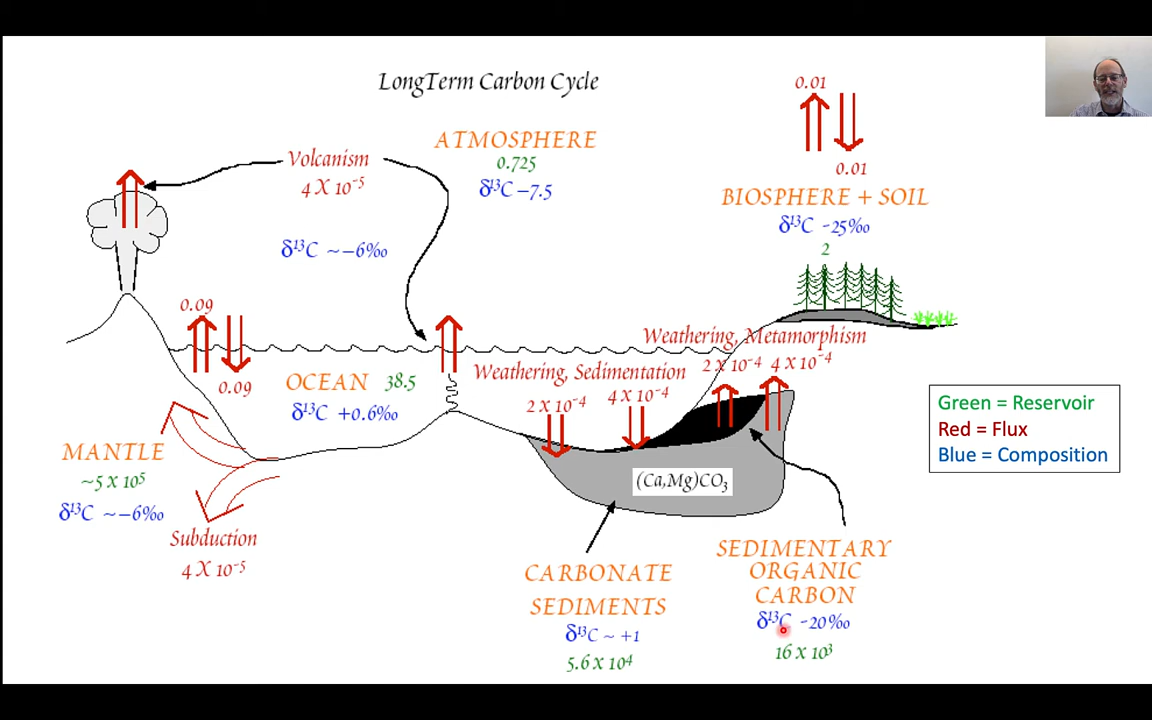 LongTerm Carbon Cycle
0.01
0.01
ATMOSPHERE
0.725
δ¹³C –7.5
Volcanism
4 X 10⁻⁵
δ¹³C ~–6‰
BIOSPHERE + SOIL
δ¹³C -25‰
2
0.09
0.09
OCEAN 38.5
δ¹³C +0.6‰
Weathering, Metamorphism
2 x 10⁻⁴ 4 x 10⁻⁴
Weathering, Sedimentation
2 x 10⁻⁴ 4 x 10⁻⁴
Green = Reservoir
Red = Flux
Blue = Composition
MANTLE
~5 x 10⁵
δ¹³C ~–6‰
Subduction
4 X 10⁻⁵
(Ca,Mg)CO₃
CARBONATE
SEDIMENTS
δ¹³C ~ +1
5.6 x 10⁴
SEDIMENTARY
ORGANIC
CARBON
δ¹³C -20‰
16 x 10³